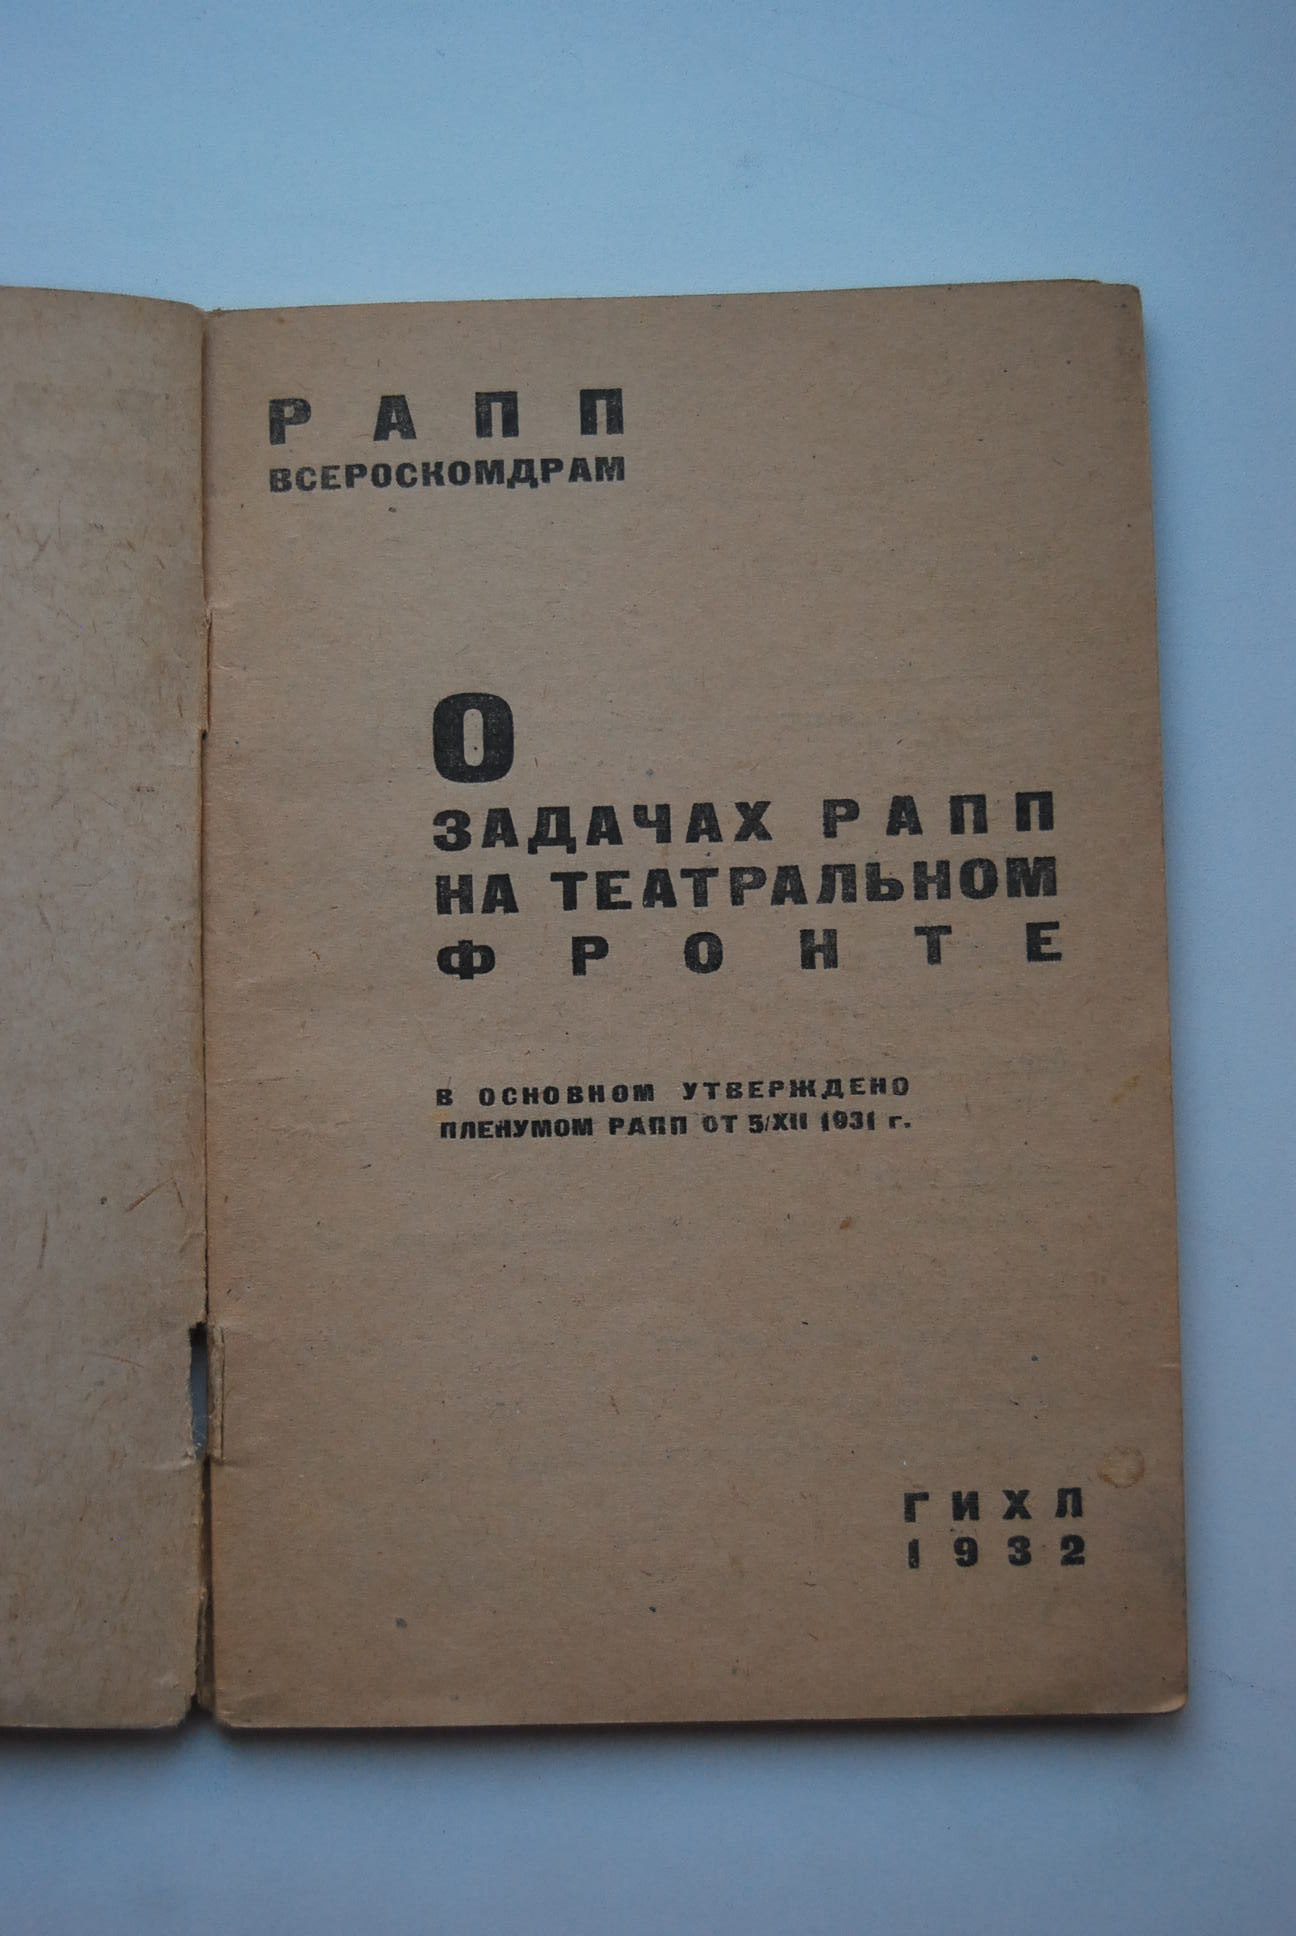 РАПП
ВСЕРОСКОМДРАМ
О
ЗАДАЧАХ РАПП
НА ТЕАТРАЛЬНОМ
ФРОНТЕ
В ОСНОВНОМ УТВЕРЖДЕНО
ПЛЕНУМОМ РАПП ОТ 5/XII 1931 г.
ГИХЛ
1932